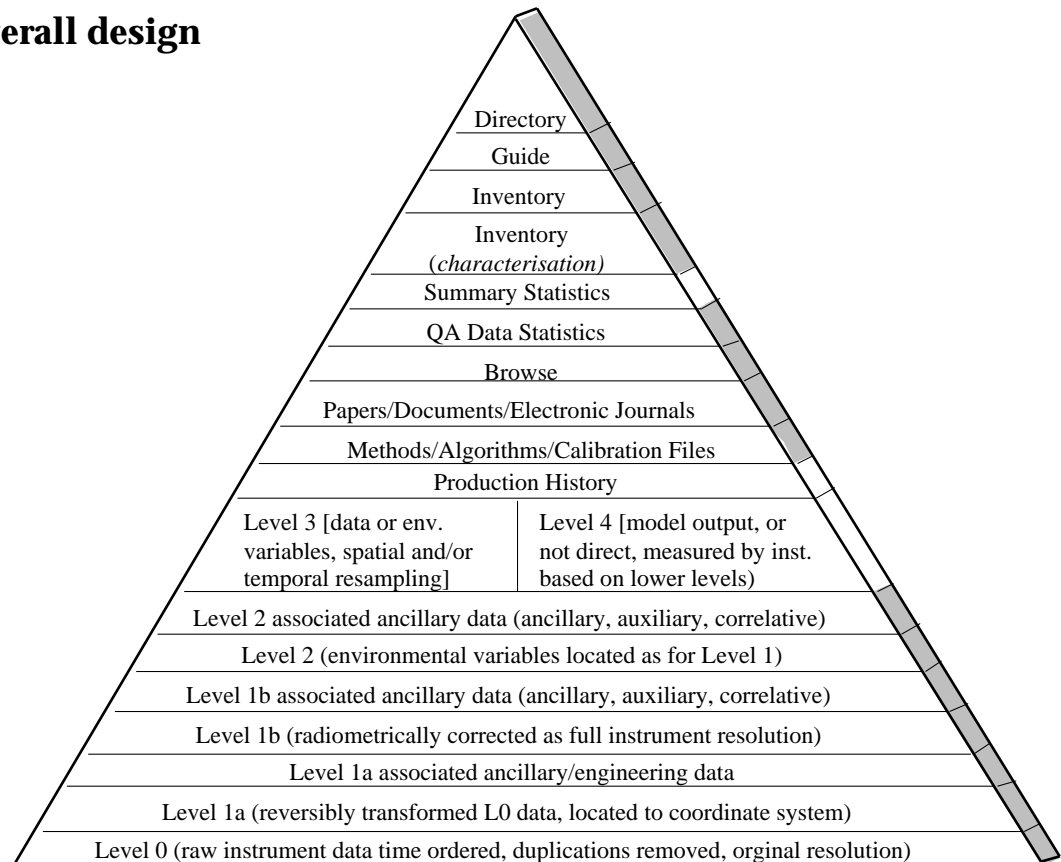 erall design
Directory
Guide
Inventory
Inventory
(characterisation)
Summary Statistics
QA Data Statistics
Browse
Papers/Documents/Electronic Journals
Methods/Algorithms/Calibration Files
Production History
Level 3 [data or env.
variables, spatial and/or
temporal resampling]
Level 4 [model output, or
not direct, measured by inst.
based on lower levels)
Level 2 associated ancillary data (ancillary, auxiliary, correlative)
Level 2 (environmental variables located as for Level 1)
Level 1b associated ancillary data (ancillary, auxiliary, correlative)
Level 1b (radiometrically corrected as full instrument resolution)
Level 1a associated ancillary/engineering data
Level 1a (reversibly transformed L0 data, located to coordinate system)
Level 0 (raw instrument data time ordered, duplications removed, orginal resolution)